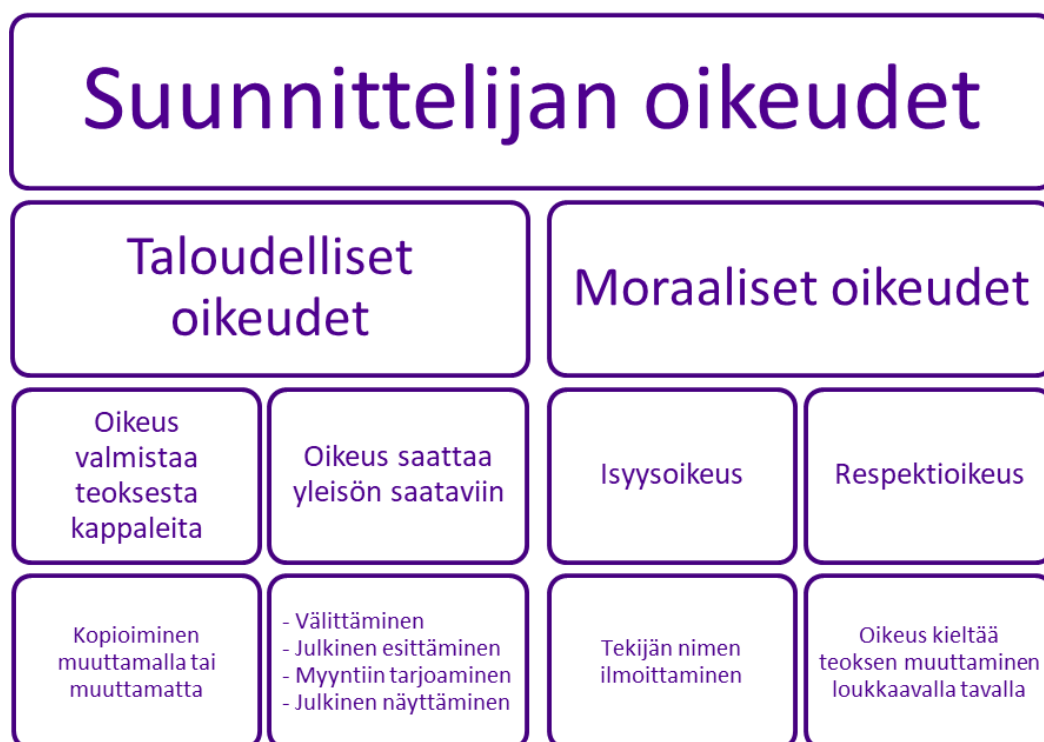 Suunnittelijan oikeudet
Taloudelliset
oikeudet
Moraaliset oikeudet
Oikeus
valmistaa
teoksesta
kappaleita
Oikeus saattaa
yleisön saataviin
Isyysoikeus
Respektioikeus
Kopioiminen
muuttamalla tai
muuttamatta
- Välittäminen
- Julkinen esittäminen
- Myyntiin tarjoaminen
- Julkinen näyttäminen
Tekijän nimen
ilmoittaminen
Oikeus kieltää
teoksen muuttaminen
loukkaavalla tavalla